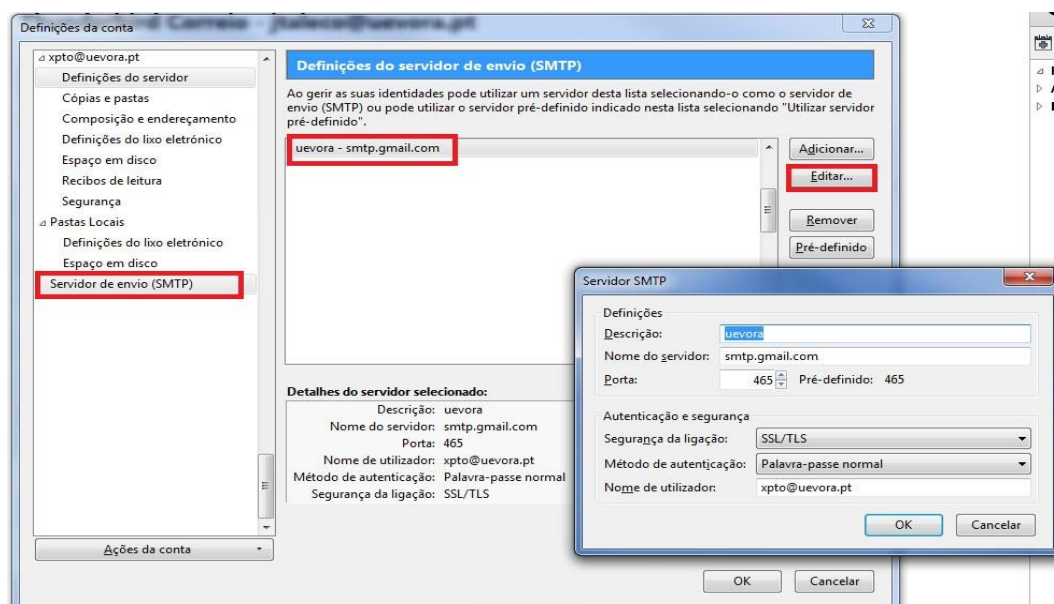 Definições da conta
xpto@uevora.pt
Definições do servidor
Cópias e pastas
Composição e endereçamento
Definições do lixo eletrónico
Espaço em disco
Recibos de leitura
Segurança
Pastas Locais
Definições do lixo eletrónico
Espaço em disco
Servidor de envio (SMTP)
Ações da conta
Definições do servidor de envio (SMTP)
Ao gerir as suas identidades pode utilizar um servidor desta lista selecionando-o como o servidor de
envio (SMTP) ou pode utilizar o servidor pré-definido indicado nesta lista selecionando "Utilizar servidor
pré-definido".
uevora - smtp.gmail.com
Adicionar...
Editar...
Remover
Pré-definido
Detalhes do servidor selecionado:
Descrição: uevora
Nome do servidor: smtp.gmail.com
Porta: 465
Nome de utilizador: xpto@uevora.pt
Método de autenticação: Palavra-passe normal
Segurança da ligação: SSL/TLS
OK Cancelar
Servidor SMTP
Definições
Descrição: uevora
Nome do servidor: smtp.gmail.com
Porta: 465 Pré-definido: 465
Autenticação e segurança
Segurança da ligação: SSL/TLS
Método de autenticação: Palavra-passe normal
Nome de utilizador: xpto@uevora.pt
OK Cancelar